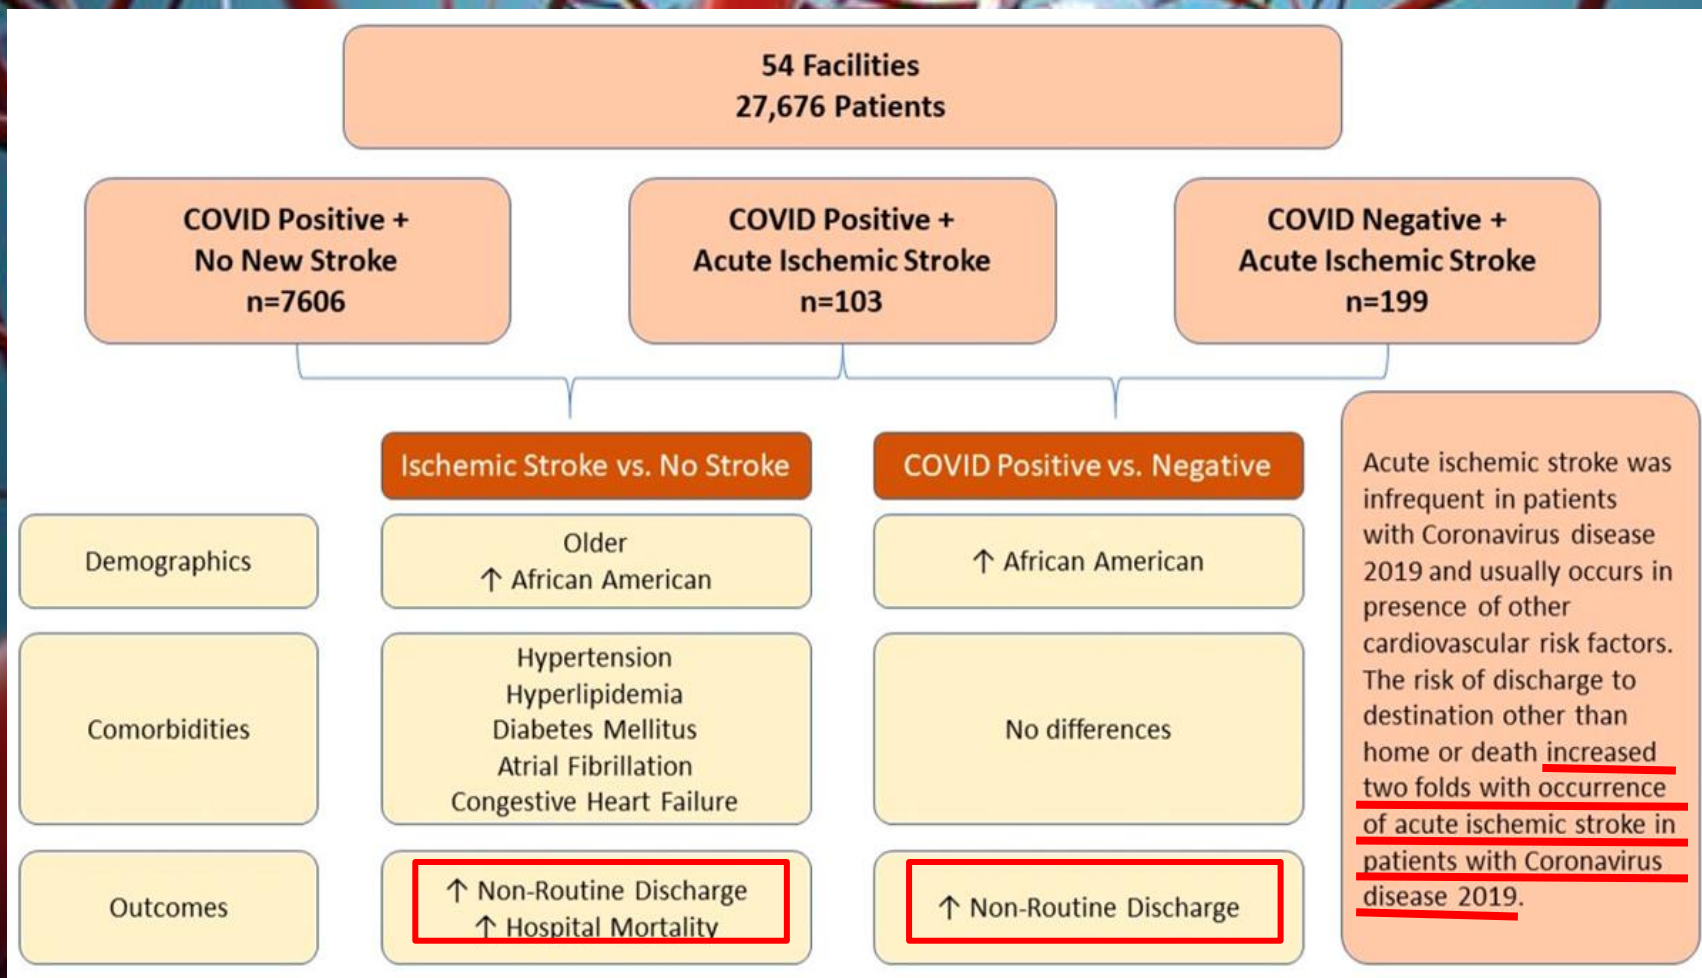 54 Facilities
27,676 Patients
COVID Positive +
No New Stroke
n=7606
COVID Positive +
Acute Ischemic Stroke
n=103
COVID Negative +
Acute Ischemic Stroke
n=199
Ischemic Stroke vs. No Stroke
COVID Positive vs. Negative
Demographics
Older
↑ African American
↑ African American
Comorbidities
Hypertension
Hyperlipidemia
Diabetes Mellitus
Atrial Fibrillation
Congestive Heart Failure
No differences
Outcomes
↑ Non-Routine Discharge
↑ Hospital Mortality
↑ Non-Routine Discharge
Acute ischemic stroke was
infrequent in patients
with Coronavirus disease
2019 and usually occurs in
presence of other
cardiovascular risk factors.
The risk of discharge to
destination other than
home or death increased
two folds with occurrence
of acute ischemic stroke in
patients with Coronavirus
disease 2019.